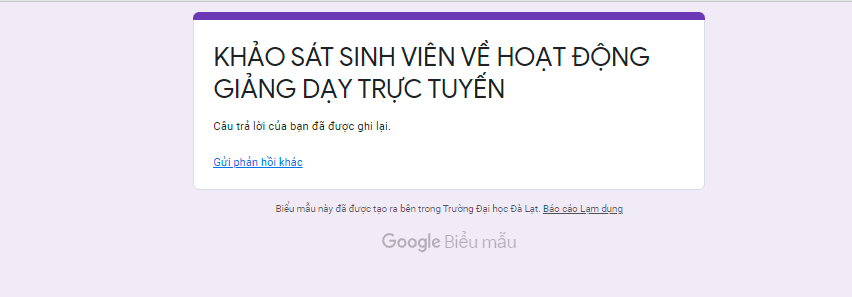 KHẢO SÁT SINH VIÊN VỀ HOẠT ĐỘNG
GIẢNG DẠY TRỰC TUYẾN
Câu trả lời của bạn đã được ghi lại.
Gửi phản hồi khác
Biểu mẫu này đã được tạo ra bên trong Trường Đại học Đà Lạt. Báo cáo Lạm dụng
Google Biểu mẫu